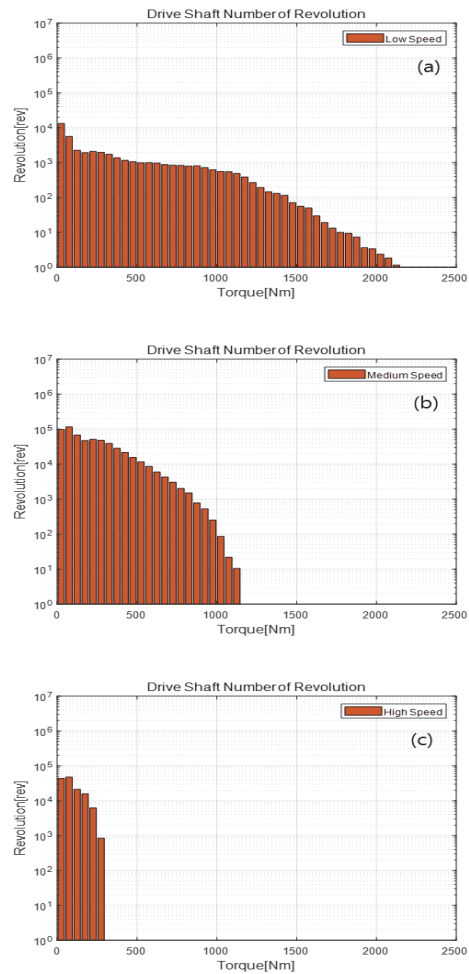 Drive Shaft Number of Revolution
10⁷
Low Speed
(a)
10⁶
10⁵
10⁴
10³
10²
10¹
10⁰
Revolution[rev]
0 500 1000 1500 2000 2500
Torque[Nm]
Drive Shaft Number of Revolution
10⁷
Medium Speed
(b)
10⁶
10⁵
10⁴
10³
10²
10¹
10⁰
Revolution[rev]
0 500 1000 1500 2000 2500
Torque[Nm]
Drive Shaft Number of Revolution
10⁷
High Speed
(c)
10⁶
10⁵
10⁴
10³
10²
10¹
10⁰
Revolution[rev]
0 500 1000 1500 2000 2500
Torque[Nm]